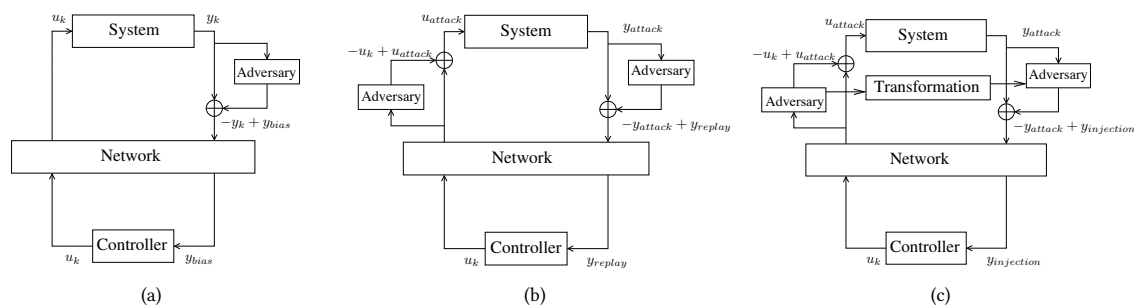 u_k
y_k
System
Adversary
-y_k + y_bias
Network
Controller
u_k
y_bias
(a)
u_attack
y_attack
System
-u_k + u_attack
Adversary
Adversary
-y_attack + y_replay
Network
Controller
u_k
y_replay
(b)
u_attack
y_attack
System
-u_k + u_attack
Adversary
Transformation
Adversary
-y_attack + y_injection
Network
Controller
u_k
y_injection
(c)